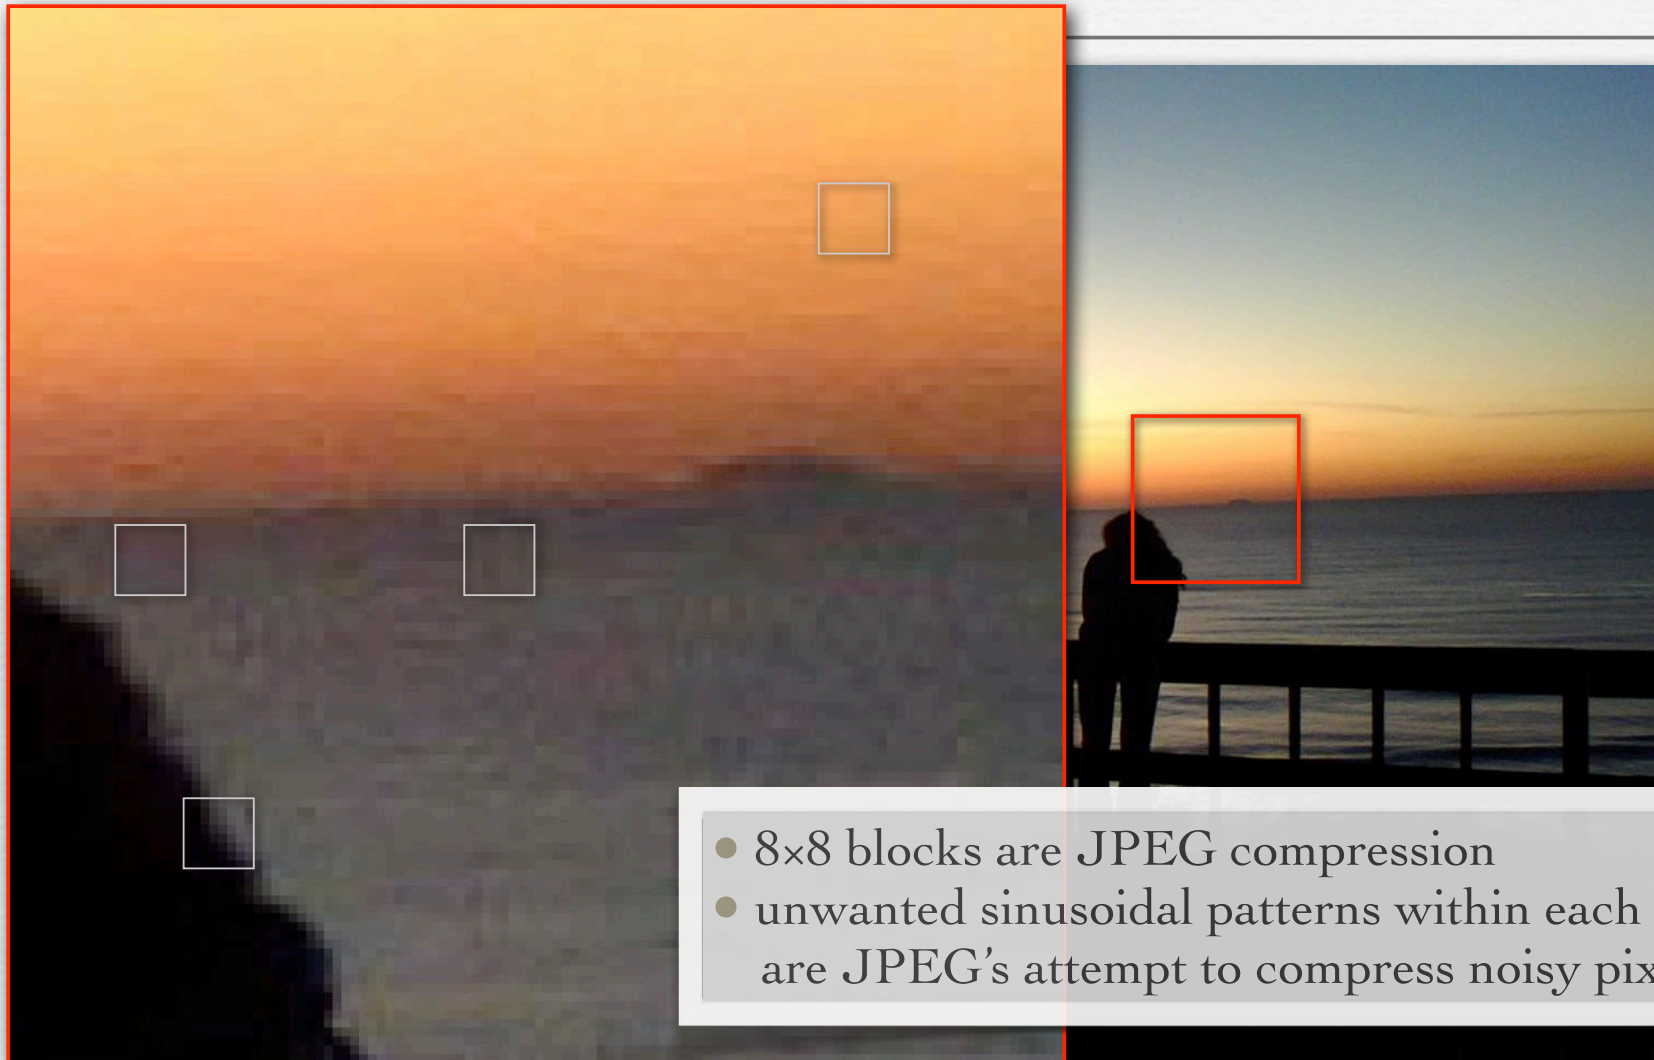 • 8×8 blocks are JPEG compression
• unwanted sinusoidal patterns within each
are JPEG’s attempt to compress noisy